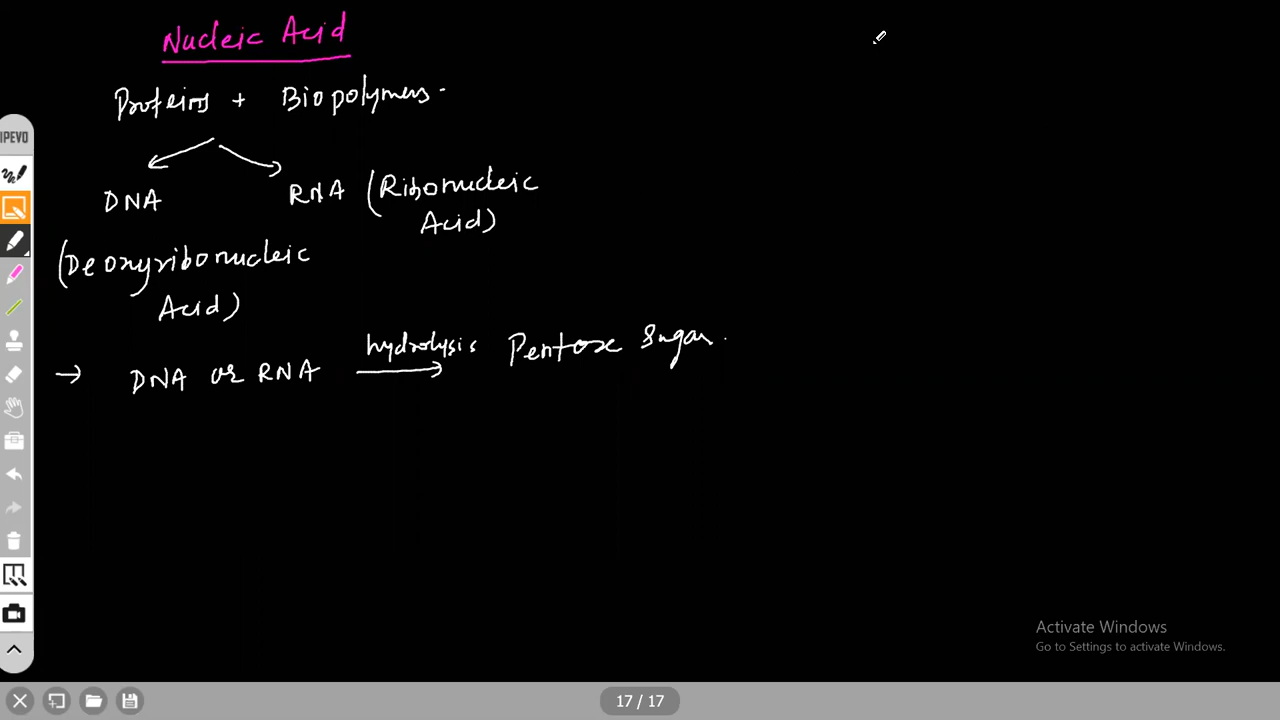 Nucleic Acid
Proteins + Biopolymers.
DNA
RNA (Ribonucleic
Acid)
(Deoxyribonucleic
Acid)
→ DNA or RNA hydrolysis Pentose Sugar.
IPEVO
Activate Windows
Go to Settings to activate Windows.
17 / 17